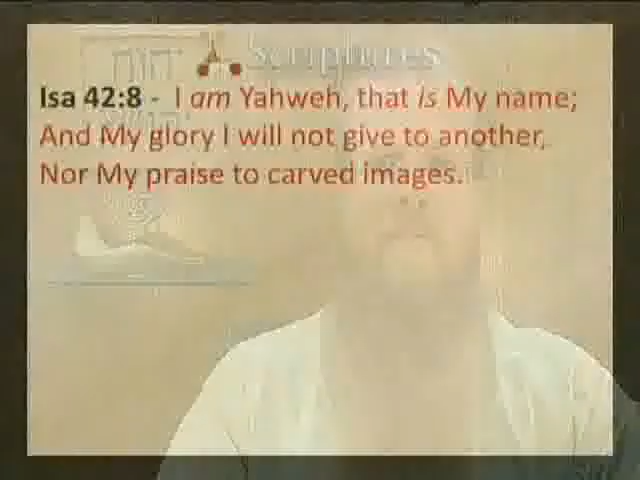 Scriptures
Isa 42:8 - I am Yahweh, that is My name;
And My glory I will not give to another,
Nor My praise to carved images.